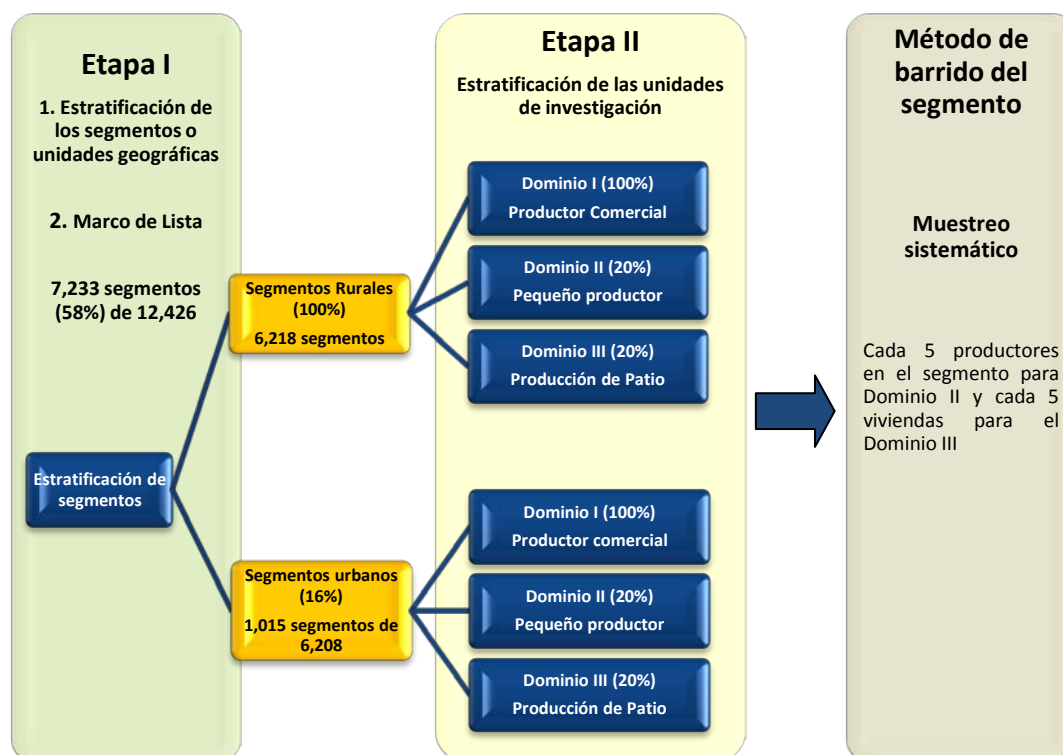 Etapa I
1. Estratificación de
los segmentos o
unidades geográficas
2. Marco de Lista
7,233 segmentos
(58%) de 12,426
Estratificación de
segmentos
Segmentos Rurales
(100%)
6,218 segmentos
Segmentos urbanos
(16%)
1,015 segmentos de
6,208
Etapa II
Estratificación de las unidades
de investigación
Dominio I (100%)
Productor Comercial
Dominio II (20%)
Pequeño productor
Dominio III (20%)
Producción de Patio
Dominio I (100%)
Productor comercial
Dominio II (20%)
Pequeño productor
Dominio III (20%)
Producción de Patio
Método de
barrido del
segmento
Muestreo
sistemático
Cada 5 productores
en el segmento para
Dominio II y cada 5
viviendas para el
Dominio III